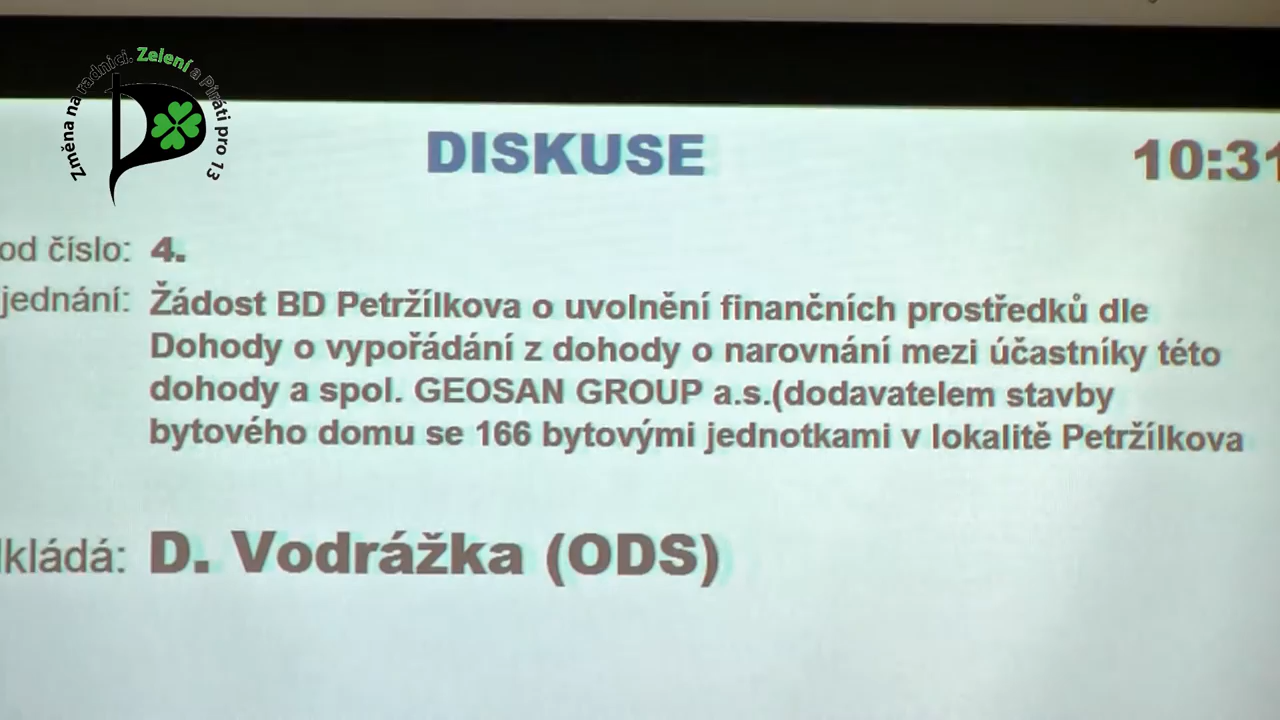 Změna na radnici. Zelení a Piráti pro 13
DISKUSE
10:31
od číslo: 4.
jednání: Žádost BD Petržílkova o uvolnění finančních prostředků dle
Dohody o vypořádání z dohody o narovnání mezi účastníky této
dohody a spol. GEOSAN GROUP a.s.(dodavatelem stavby
bytového domu se 166 bytovými jednotkami v lokalitě Petržílkova
kládá: D. Vodrážka (ODS)